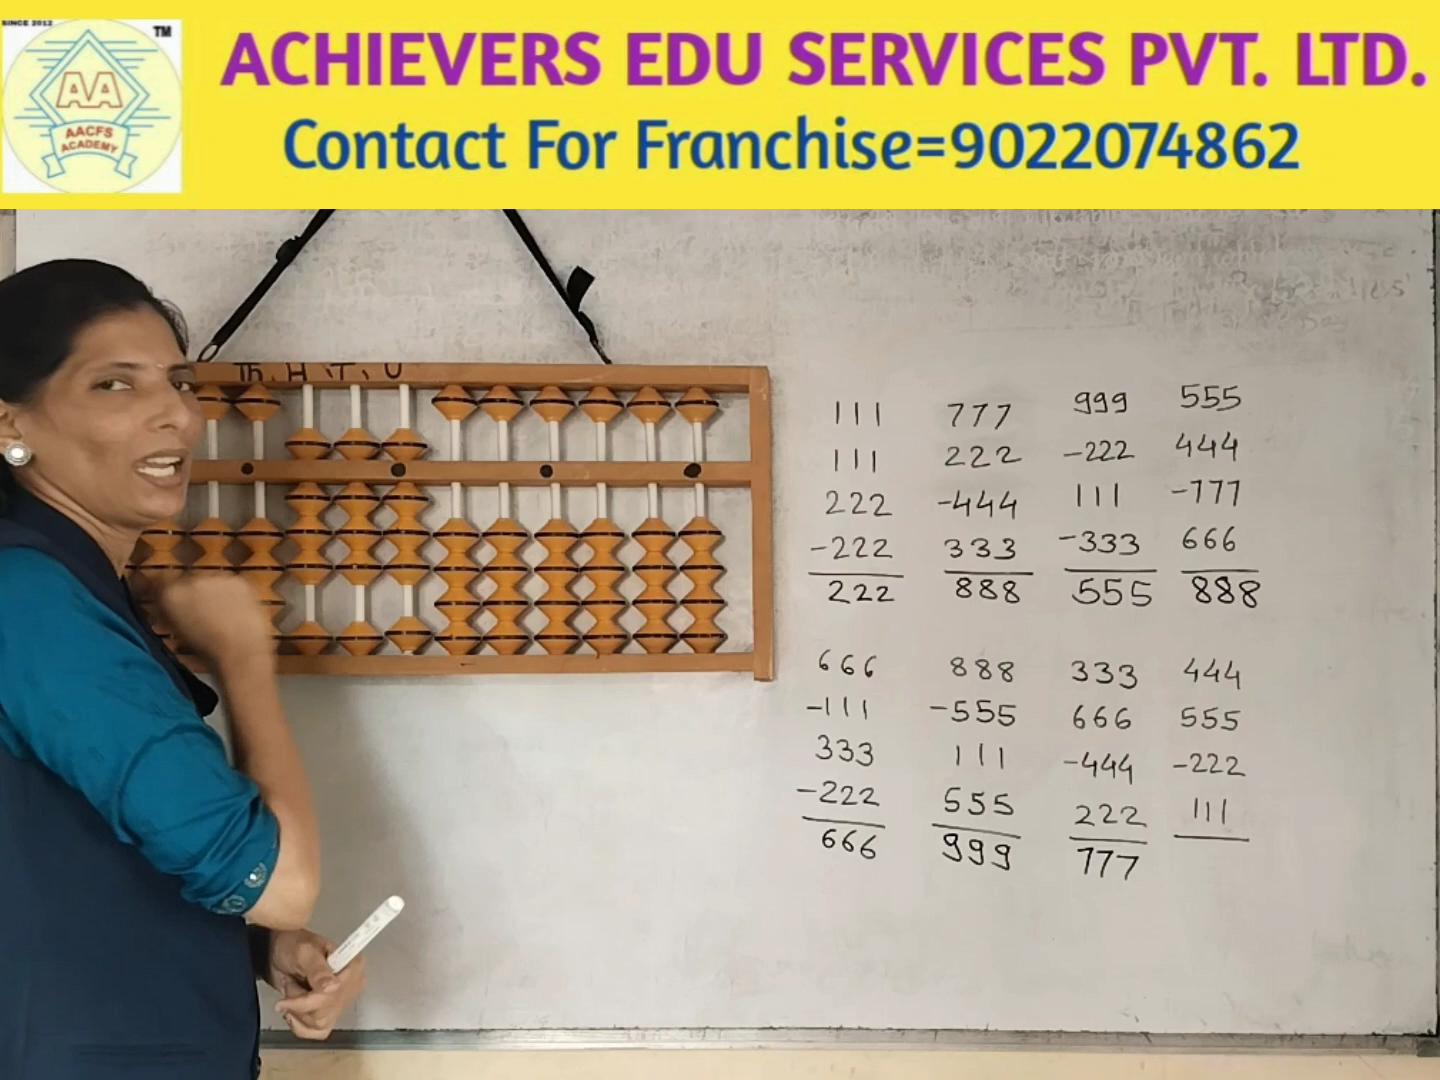 SINCE 2012
TM
AA
AACFS
ACADEMY
ACHIEVERS EDU SERVICES PVT. LTD.
Contact For Franchise=9022074862
Th, H, T, U
111 777 999 555
111 222 -222 444
222 -444 111 -777
-222 333 -333 666
222 888 555 888
666 888 333 444
-111 -555 666 555
333 111 -444 -222
-222 555 222 111
666 999 777